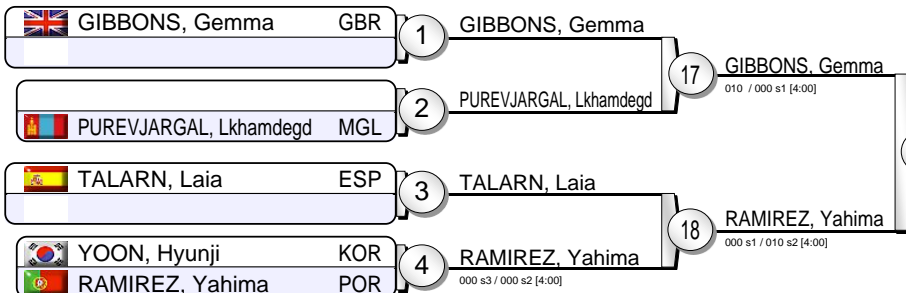 GIBBONS, Gemma GBR
1
GIBBONS, Gemma
17
GIBBONS, Gemma
010 / 000 s1 [4:00]
2
PUREVJARGAL, Lkhamdegd
PUREVJARGAL, Lkhamdegd MGL
TALARN, Laia ESP
3
TALARN, Laia
18
RAMIREZ, Yahima
000 s1 / 010 s2 [4:00]
YOON, Hyunji KOR
4
RAMIREZ, Yahima
000 s3 / 000 s2 [4:00]
RAMIREZ, Yahima POR